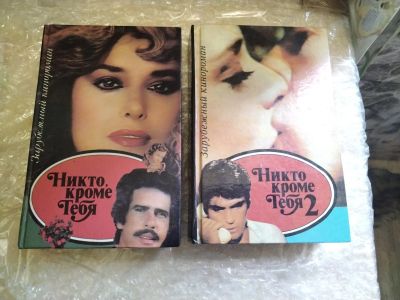 Зарубежный кинороман
Никто,
кроме
Тебя
Зарубежный кинороман
Никто,
кроме
Тебя 2